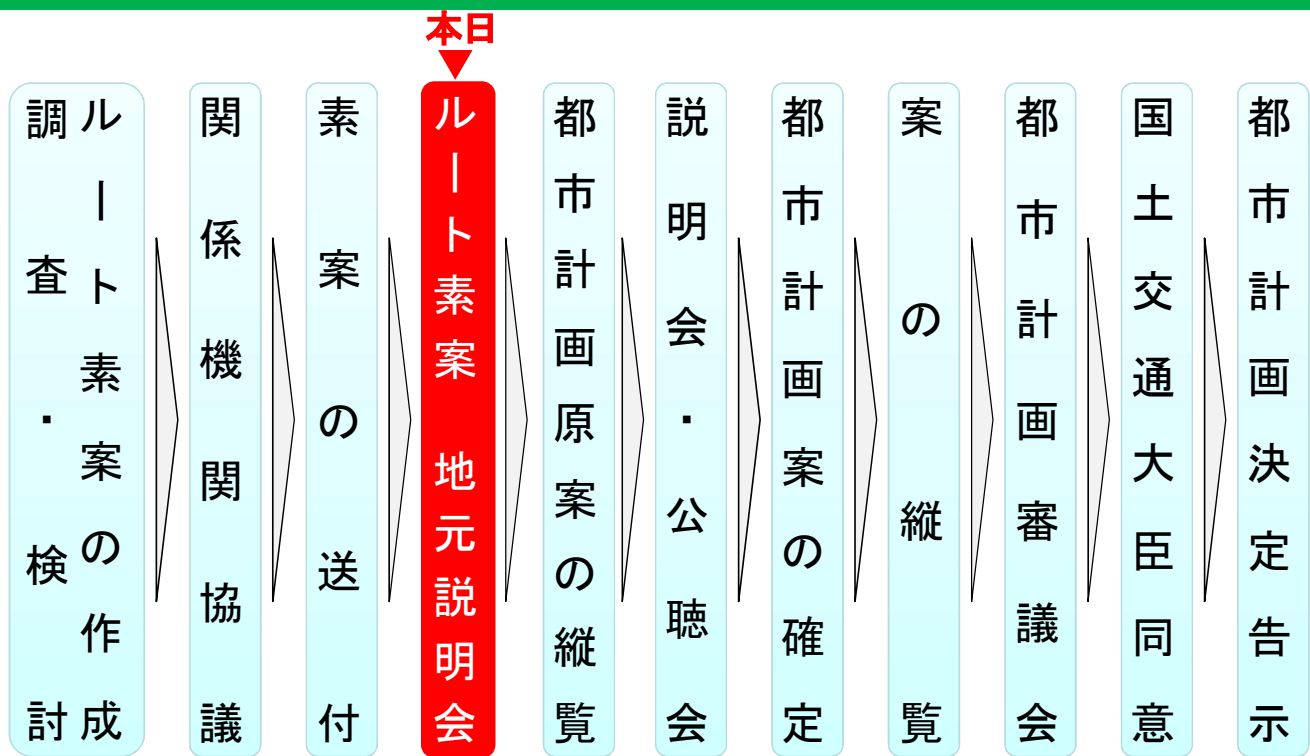 本日
ルート素案の作成
調査・検討
関係機関協議
素案の送付
ルート素案 地元説明会
都市計画原案の縦覧
説明会・公聴会
都市計画案の確定
案の縦覧
都市計画審議会
国土交通大臣同意
都市計画決定告示